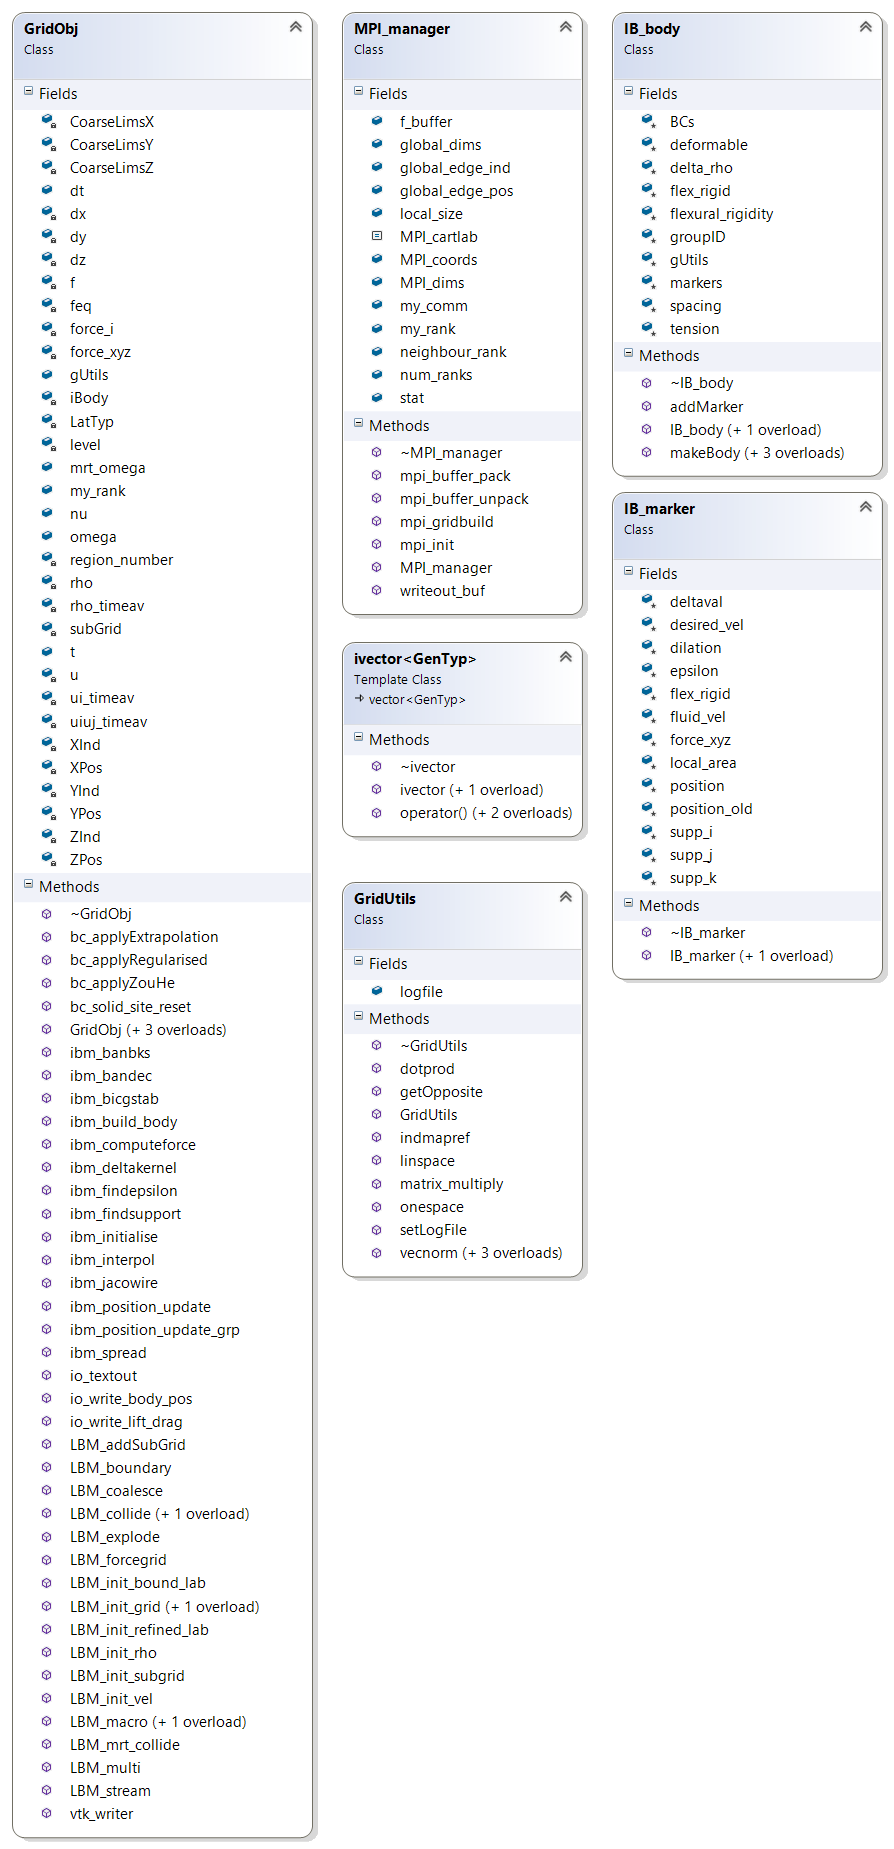 GridObj
Class
Fields
CoarseLimsX
CoarseLimsY
CoarseLimsZ
dt
dx
dy
dz
f
feq
force_i
force_xyz
gUtils
iBody
LatTyp
level
mrt_omega
my_rank
nu
omega
region_number
rho
rho_timeav
subGrid
t
u
ui_timeav
uiuj_timeav
XInd
XPos
YInd
YPos
ZInd
ZPos
Methods
~GridObj
bc_applyExtrapolation
bc_applyRegularised
bc_applyZouHe
bc_solid_site_reset
GridObj (+ 3 overloads)
ibm_banbks
ibm_bandec
ibm_bicgstab
ibm_build_body
ibm_computeforce
ibm_deltakernel
ibm_findepsilon
ibm_findsupport
ibm_initialise
ibm_interpol
ibm_jacowire
ibm_position_update
ibm_position_update_grp
ibm_spread
io_textout
io_write_body_pos
io_write_lift_drag
LBM_addSubGrid
LBM_boundary
LBM_coalesce
LBM_collide (+ 1 overload)
LBM_explode
LBM_forcegrid
LBM_init_bound_lab
LBM_init_grid (+ 1 overload)
LBM_init_refined_lab
LBM_init_rho
LBM_init_subgrid
LBM_init_vel
LBM_macro (+ 1 overload)
LBM_mrt_collide
LBM_multi
LBM_stream
vtk_writer
MPI_manager
Class
Fields
f_buffer
global_dims
global_edge_ind
global_edge_pos
local_size
MPI_cartlab
MPI_coords
MPI_dims
my_comm
my_rank
neighbour_rank
num_ranks
stat
Methods
~MPI_manager
mpi_buffer_pack
mpi_buffer_unpack
mpi_gridbuild
mpi_init
MPI_manager
writeout_buf
ivector<GenTyp>
Template Class
vector<GenTyp>
Methods
~ivector
ivector (+ 1 overload)
operator() (+ 2 overloads)
GridUtils
Class
Fields
logfile
Methods
~GridUtils
dotprod
getOpposite
GridUtils
indmapref
linspace
matrix_multiply
onespace
setLogFile
vecnorm (+ 3 overloads)
IB_body
Class
Fields
BCs
deformable
delta_rho
flex_rigid
flexural_rigidity
groupID
gUtils
markers
spacing
tension
Methods
~IB_body
addMarker
IB_body (+ 1 overload)
makeBody (+ 3 overloads)
IB_marker
Class
Fields
deltaval
desired_vel
dilation
epsilon
flex_rigid
fluid_vel
force_xyz
local_area
position
position_old
supp_i
supp_j
supp_k
Methods
~IB_marker
IB_marker (+ 1 overload)